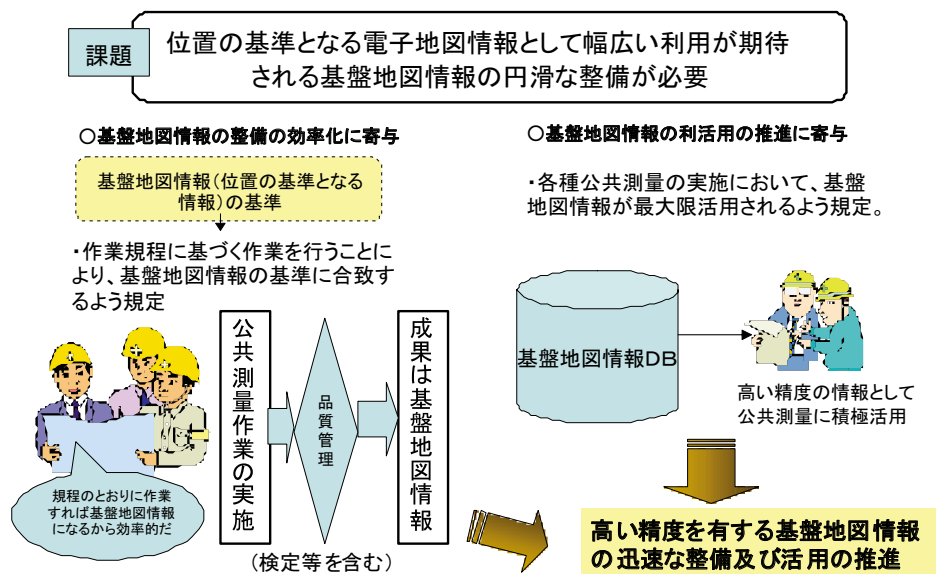 課題
位置の基準となる電子地図情報として幅広い利用が期待
される基盤地図情報の円滑な整備が必要
○基盤地図情報の整備の効率化に寄与
基盤地図情報(位置の基準となる
情報)の基準
・作業規程に基づく作業を行うことに
より、基盤地図情報の基準に合致す
るよう規定
公共測量作業の実施
品質管理
成果は基盤地図情報
規程のとおりに作業
すれば基盤地図情報
になるから効率的だ
(検定等を含む)
○基盤地図情報の利活用の推進に寄与
・各種公共測量の実施において、基盤
地図情報が最大限活用されるよう規定。
基盤地図情報DB
高い精度の情報として
公共測量に積極活用
高い精度を有する基盤地図情報
の迅速な整備及び活用の推進